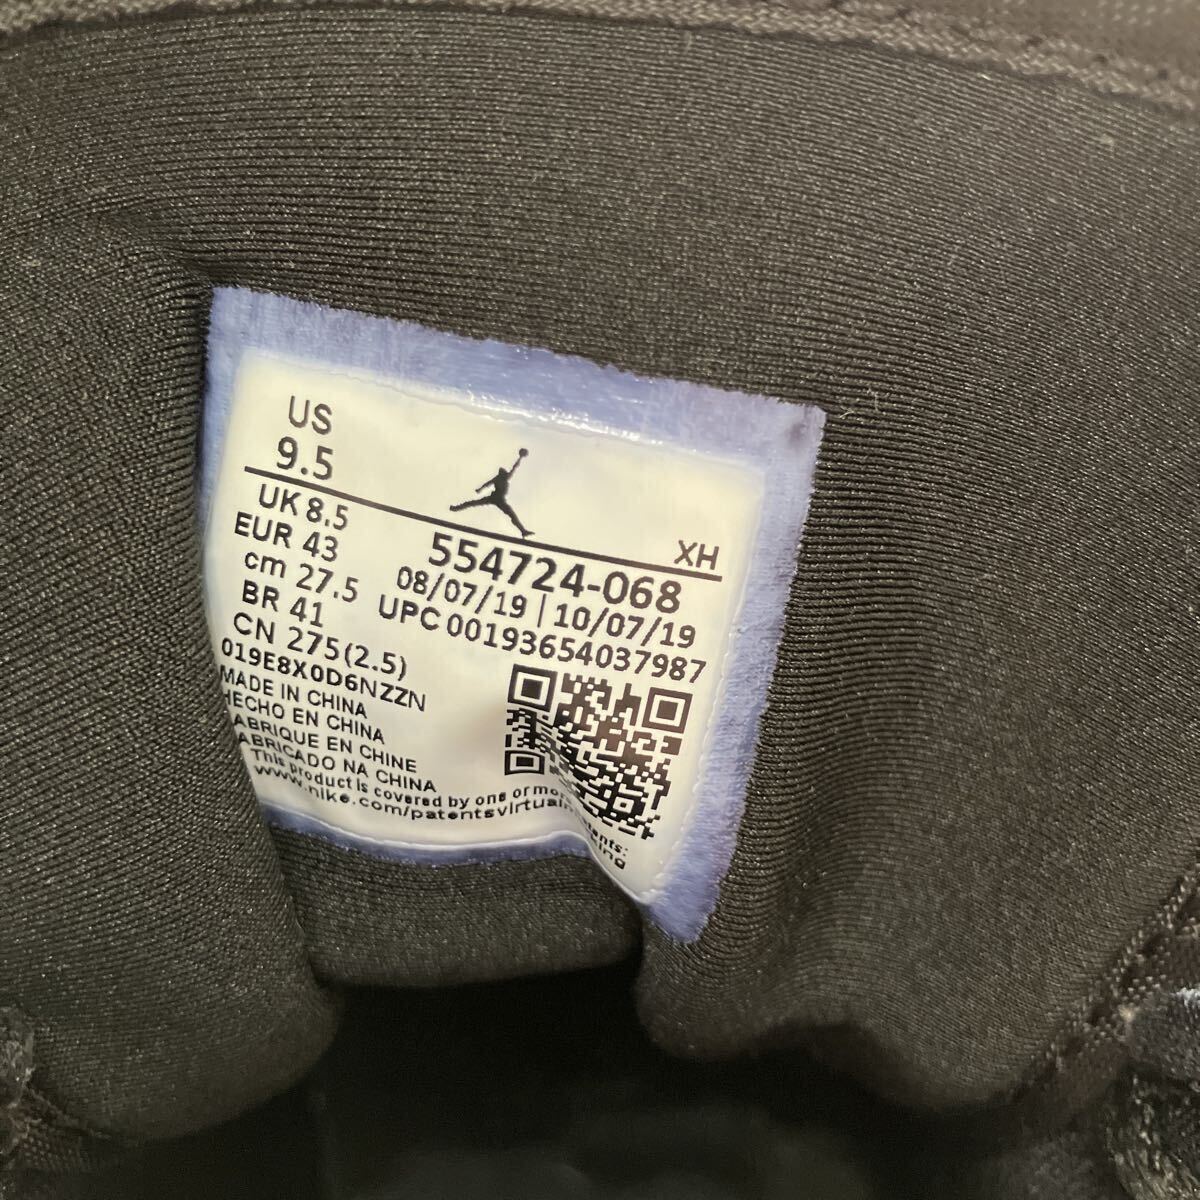 US
9.5
XH
UK 8.5
EUR 43
cm 27.5
BR 41
CN 275(2.5)
554724-068
08/07/19 | 10/07/19
UPC 00193654037987
019E8X0D6NZZN
MADE IN CHINA
HECHO EN CHINA
FABRIQUE EN CHINE
FABRICADO NA CHINA
This product is covered by one or more
www.nike.com/patentsvirtual